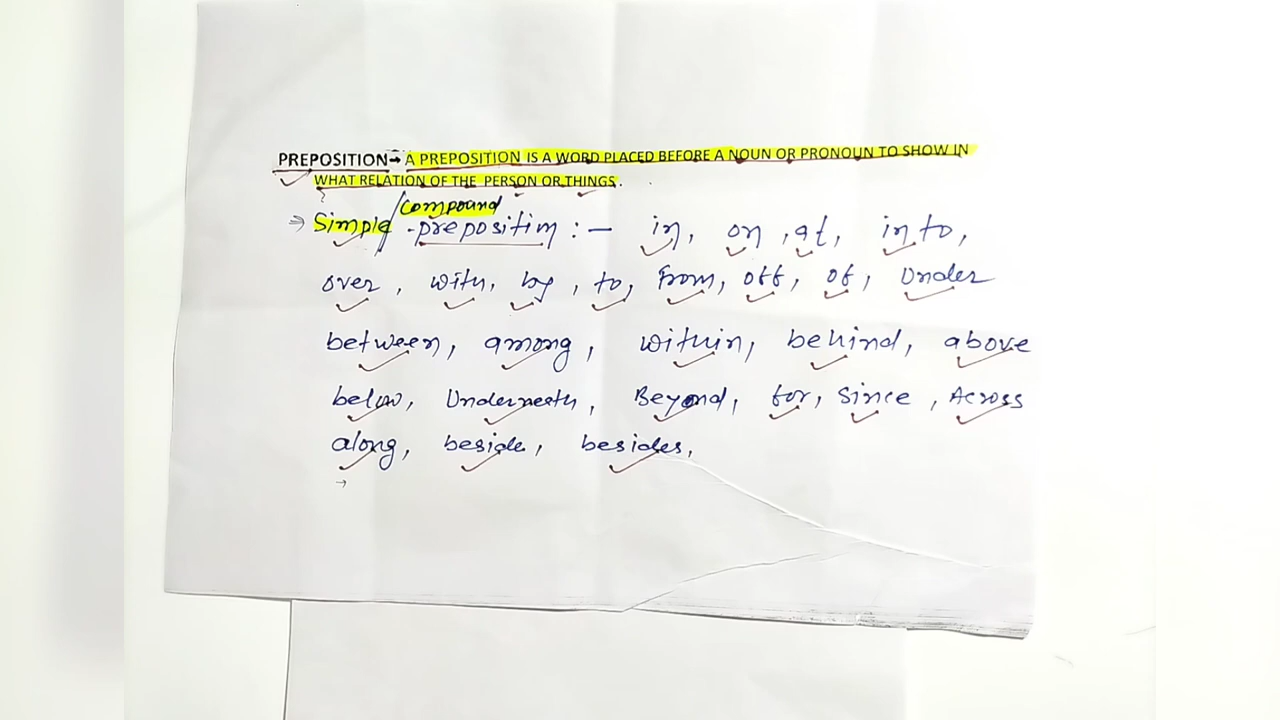 PREPOSITION→ A PREPOSITION IS A WORD PLACED BEFORE A NOUN OR PRONOUN TO SHOW IN
WHAT RELATION OF THE PERSON OR THINGS.
⇒ Simple/compound -preposition :- in, on, at, into,
over, with, by, to, from, off, of, Under
between, among, within, behind, above
below, Underneath, Beyond, for, since, Across
along, beside, besides,
→